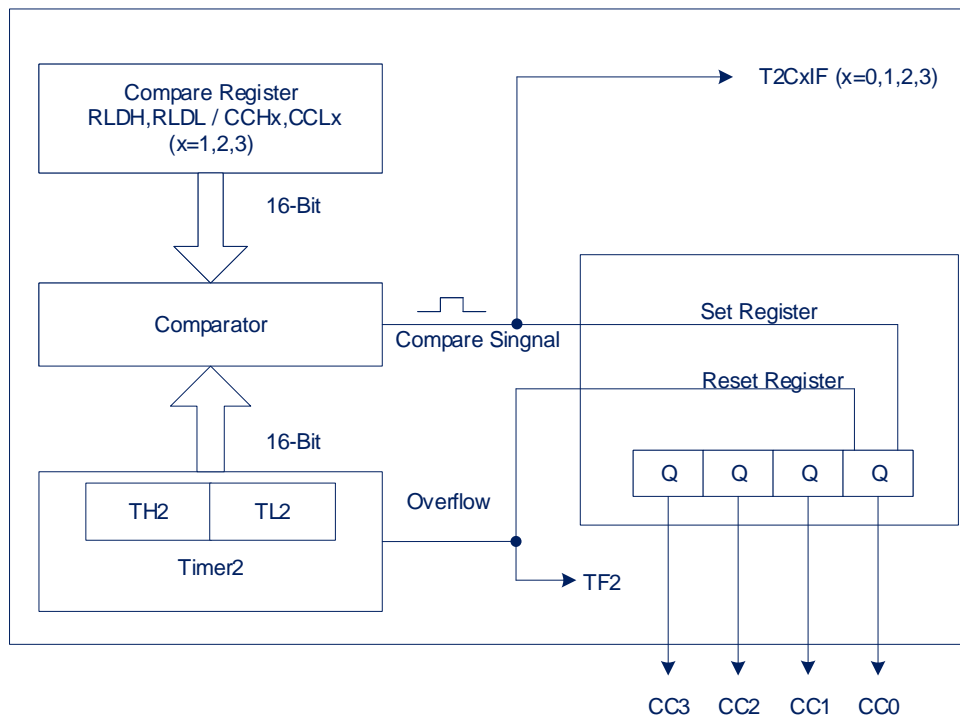 Compare Register
RLDH,RLDL / CCHx,CCLx
(x=1,2,3)
T2CxIF (x=0,1,2,3)
16-Bit
Comparator
Compare Singnal
Set Register
Reset Register
16-Bit
TH2
TL2
Timer2
Overflow
TF2
Q
Q
Q
Q
CC3
CC2
CC1
CC0